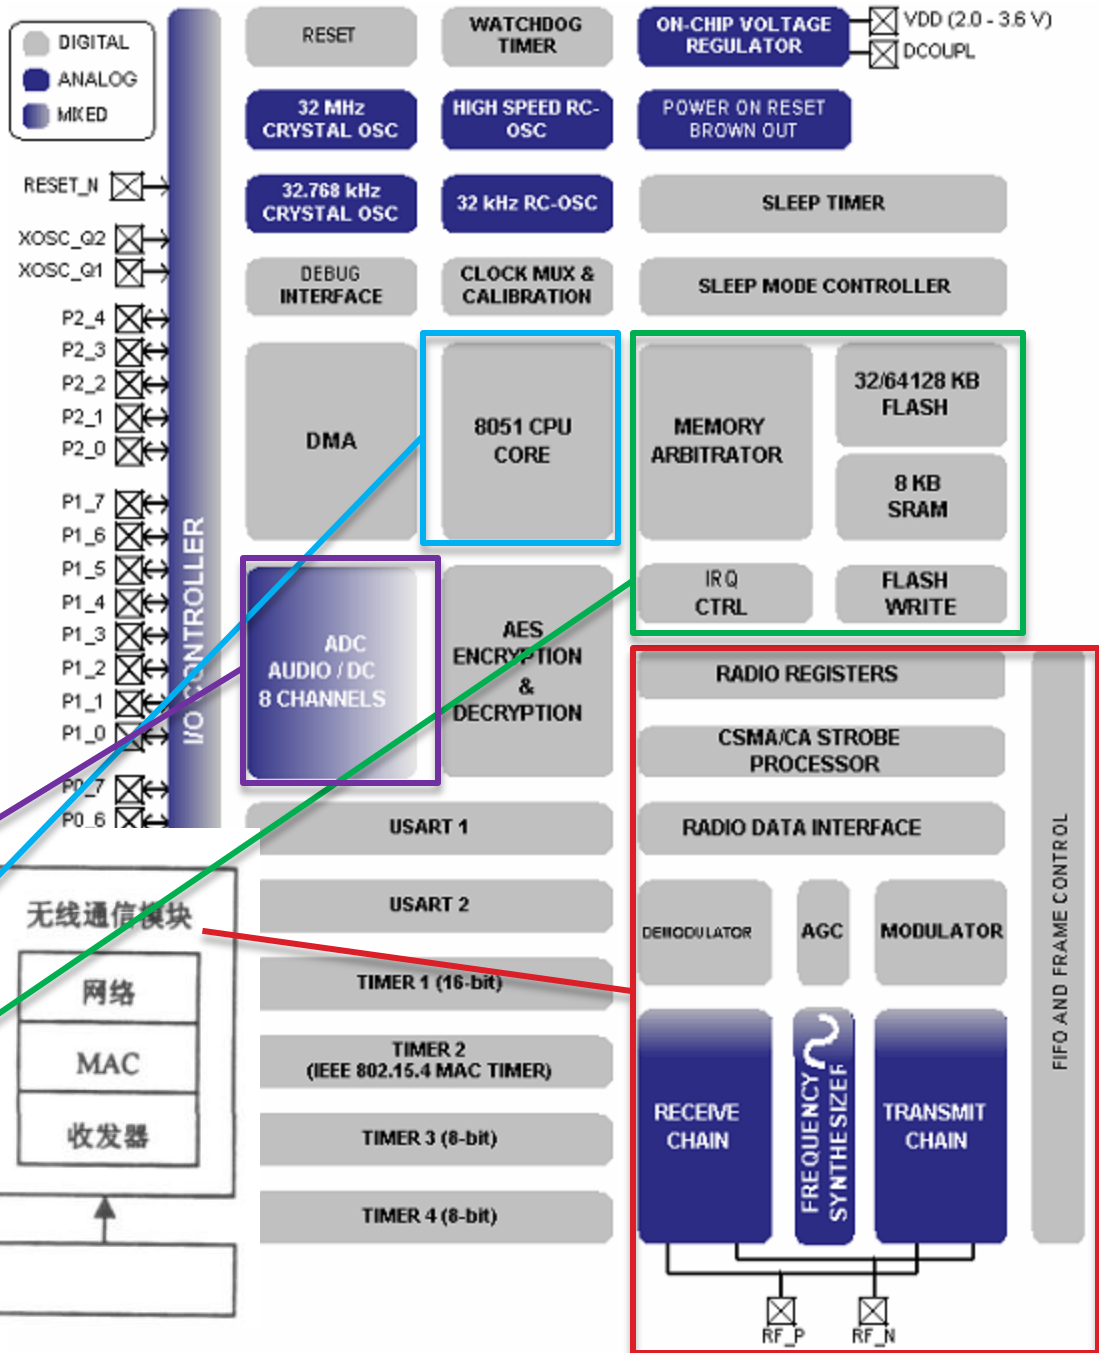 DIGITAL
ANALOG
MIXED
RESET
WATCHDOG
TIMER
ON-CHIP VOLTAGE
REGULATOR
VDD (2.0 - 3.6 V)
DCOUPL
32 MHz
CRYSTAL OSC
HIGH SPEED RC-
OSC
POWER ON RESET
BROWN OUT
32.768 kHz
CRYSTAL OSC
32 kHz RC-OSC
SLEEP TIMER
DEBUG
INTERFACE
CLOCK MUX &
CALIBRATION
SLEEP MODE CONTROLLER
RESET_N
XOSC_Q2
XOSC_Q1
P2_4
P2_3
P2_2
P2_1
P2_0
P1_7
P1_6
P1_5
P1_4
P1_3
P1_2
P1_1
P1_0
P0_7
P0_6
I/O CONTROLLER
DMA
8051 CPU
CORE
MEMORY
ARBITRATOR
32/64128 KB
FLASH
8 KB
SRAM
IRQ
CTRL
FLASH
WRITE
ADC
AUDIO / DC
8 CHANNELS
AES
ENCRYPTION
&
DECRYPTION
RADIO REGISTERS
CSMA/CA STROBE
PROCESSOR
RADIO DATA INTERFACE
USART 1
USART 2
TIMER 1 (16-bit)
TIMER 2
(IEEE 802.15.4 MAC TIMER)
TIMER 3 (8-bit)
TIMER 4 (8-bit)
DEMODULATOR
AGC
MODULATOR
RECEIVE
CHAIN
FREQUENCY
SYNTHESIZER
TRANSMIT
CHAIN
FIFO AND FRAME CONTROL
RF_P
RF_N
无线通信模块
网络
MAC
收发器